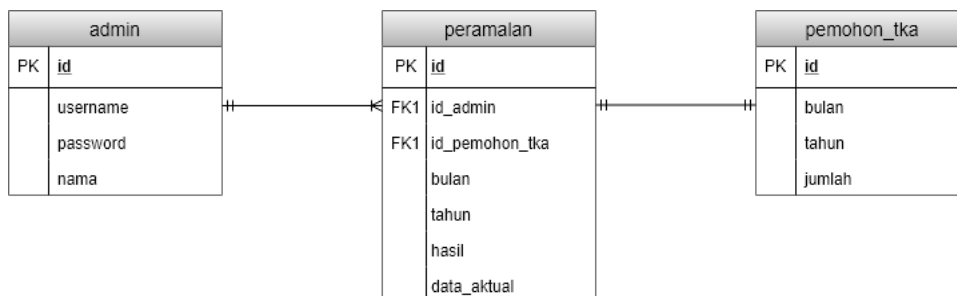 admin
PK id
username
password
nama
peramalan
PK id
FK1 id_admin
FK1 id_pemohon_tka
bulan
tahun
hasil
data_aktual
pemohon_tka
PK id
bulan
tahun
jumlah